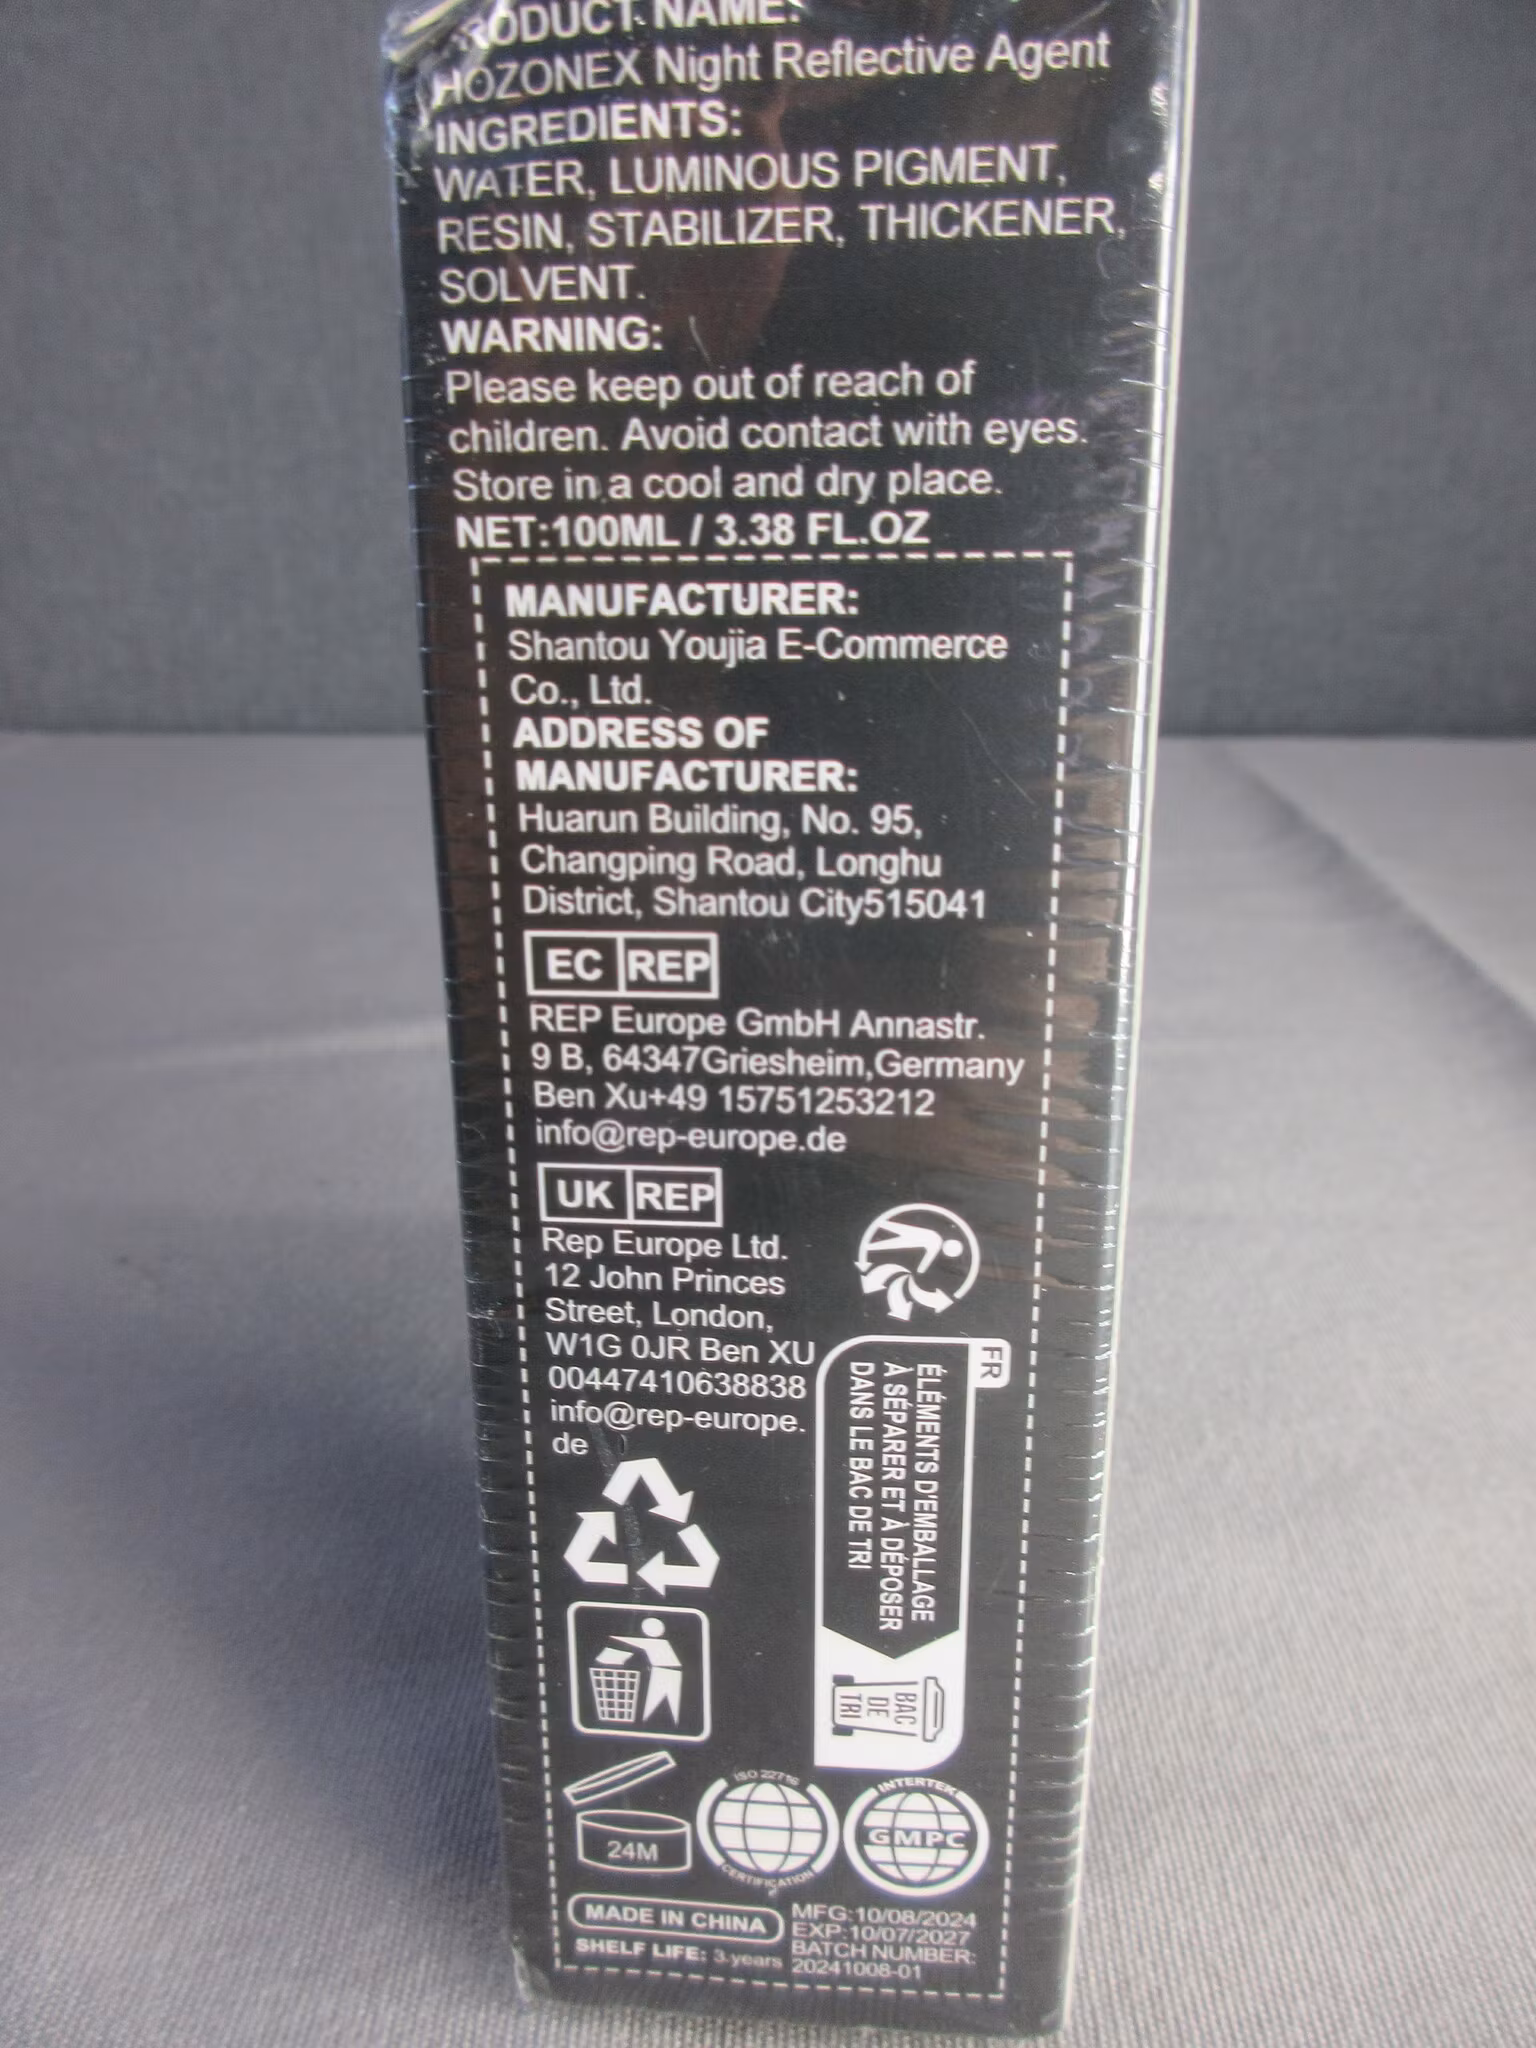 PRODUCT NAME:
HOZONEX Night Reflective Agent
INGREDIENTS:
WATER, LUMINOUS PIGMENT,
RESIN, STABILIZER, THICKENER,
SOLVENT.
WARNING:
Please keep out of reach of
children. Avoid contact with eyes.
Store in a cool and dry place.
NET:100ML / 3.38 FL.OZ
MANUFACTURER:
Shantou Youjia E-Commerce
Co., Ltd.
ADDRESS OF
MANUFACTURER:
Huarun Building, No. 95,
Changping Road, Longhu
District, Shantou City515041
EC REP
REP Europe GmbH Annastr.
9 B, 64347Griesheim,Germany
Ben Xu+49 15751253212
info@rep-europe.de
UK REP
Rep Europe Ltd.
12 John Princes
Street, London,
W1G 0JR Ben XU
00447410638838
info@rep-europe.
de
FR
ÉLÉMENTS D'EMBALLAGE
À SÉPARER ET À DÉPOSER
DANS LE BAC DE TRI
BAC
DE
TRI
24M
ISO 22716
CERTIFICATION
INTERTEK
GMPC
MADE IN CHINA
SHELF LIFE: 3 years
MFG:10/08/2024
EXP:10/07/2027
BATCH NUMBER:
20241008-01